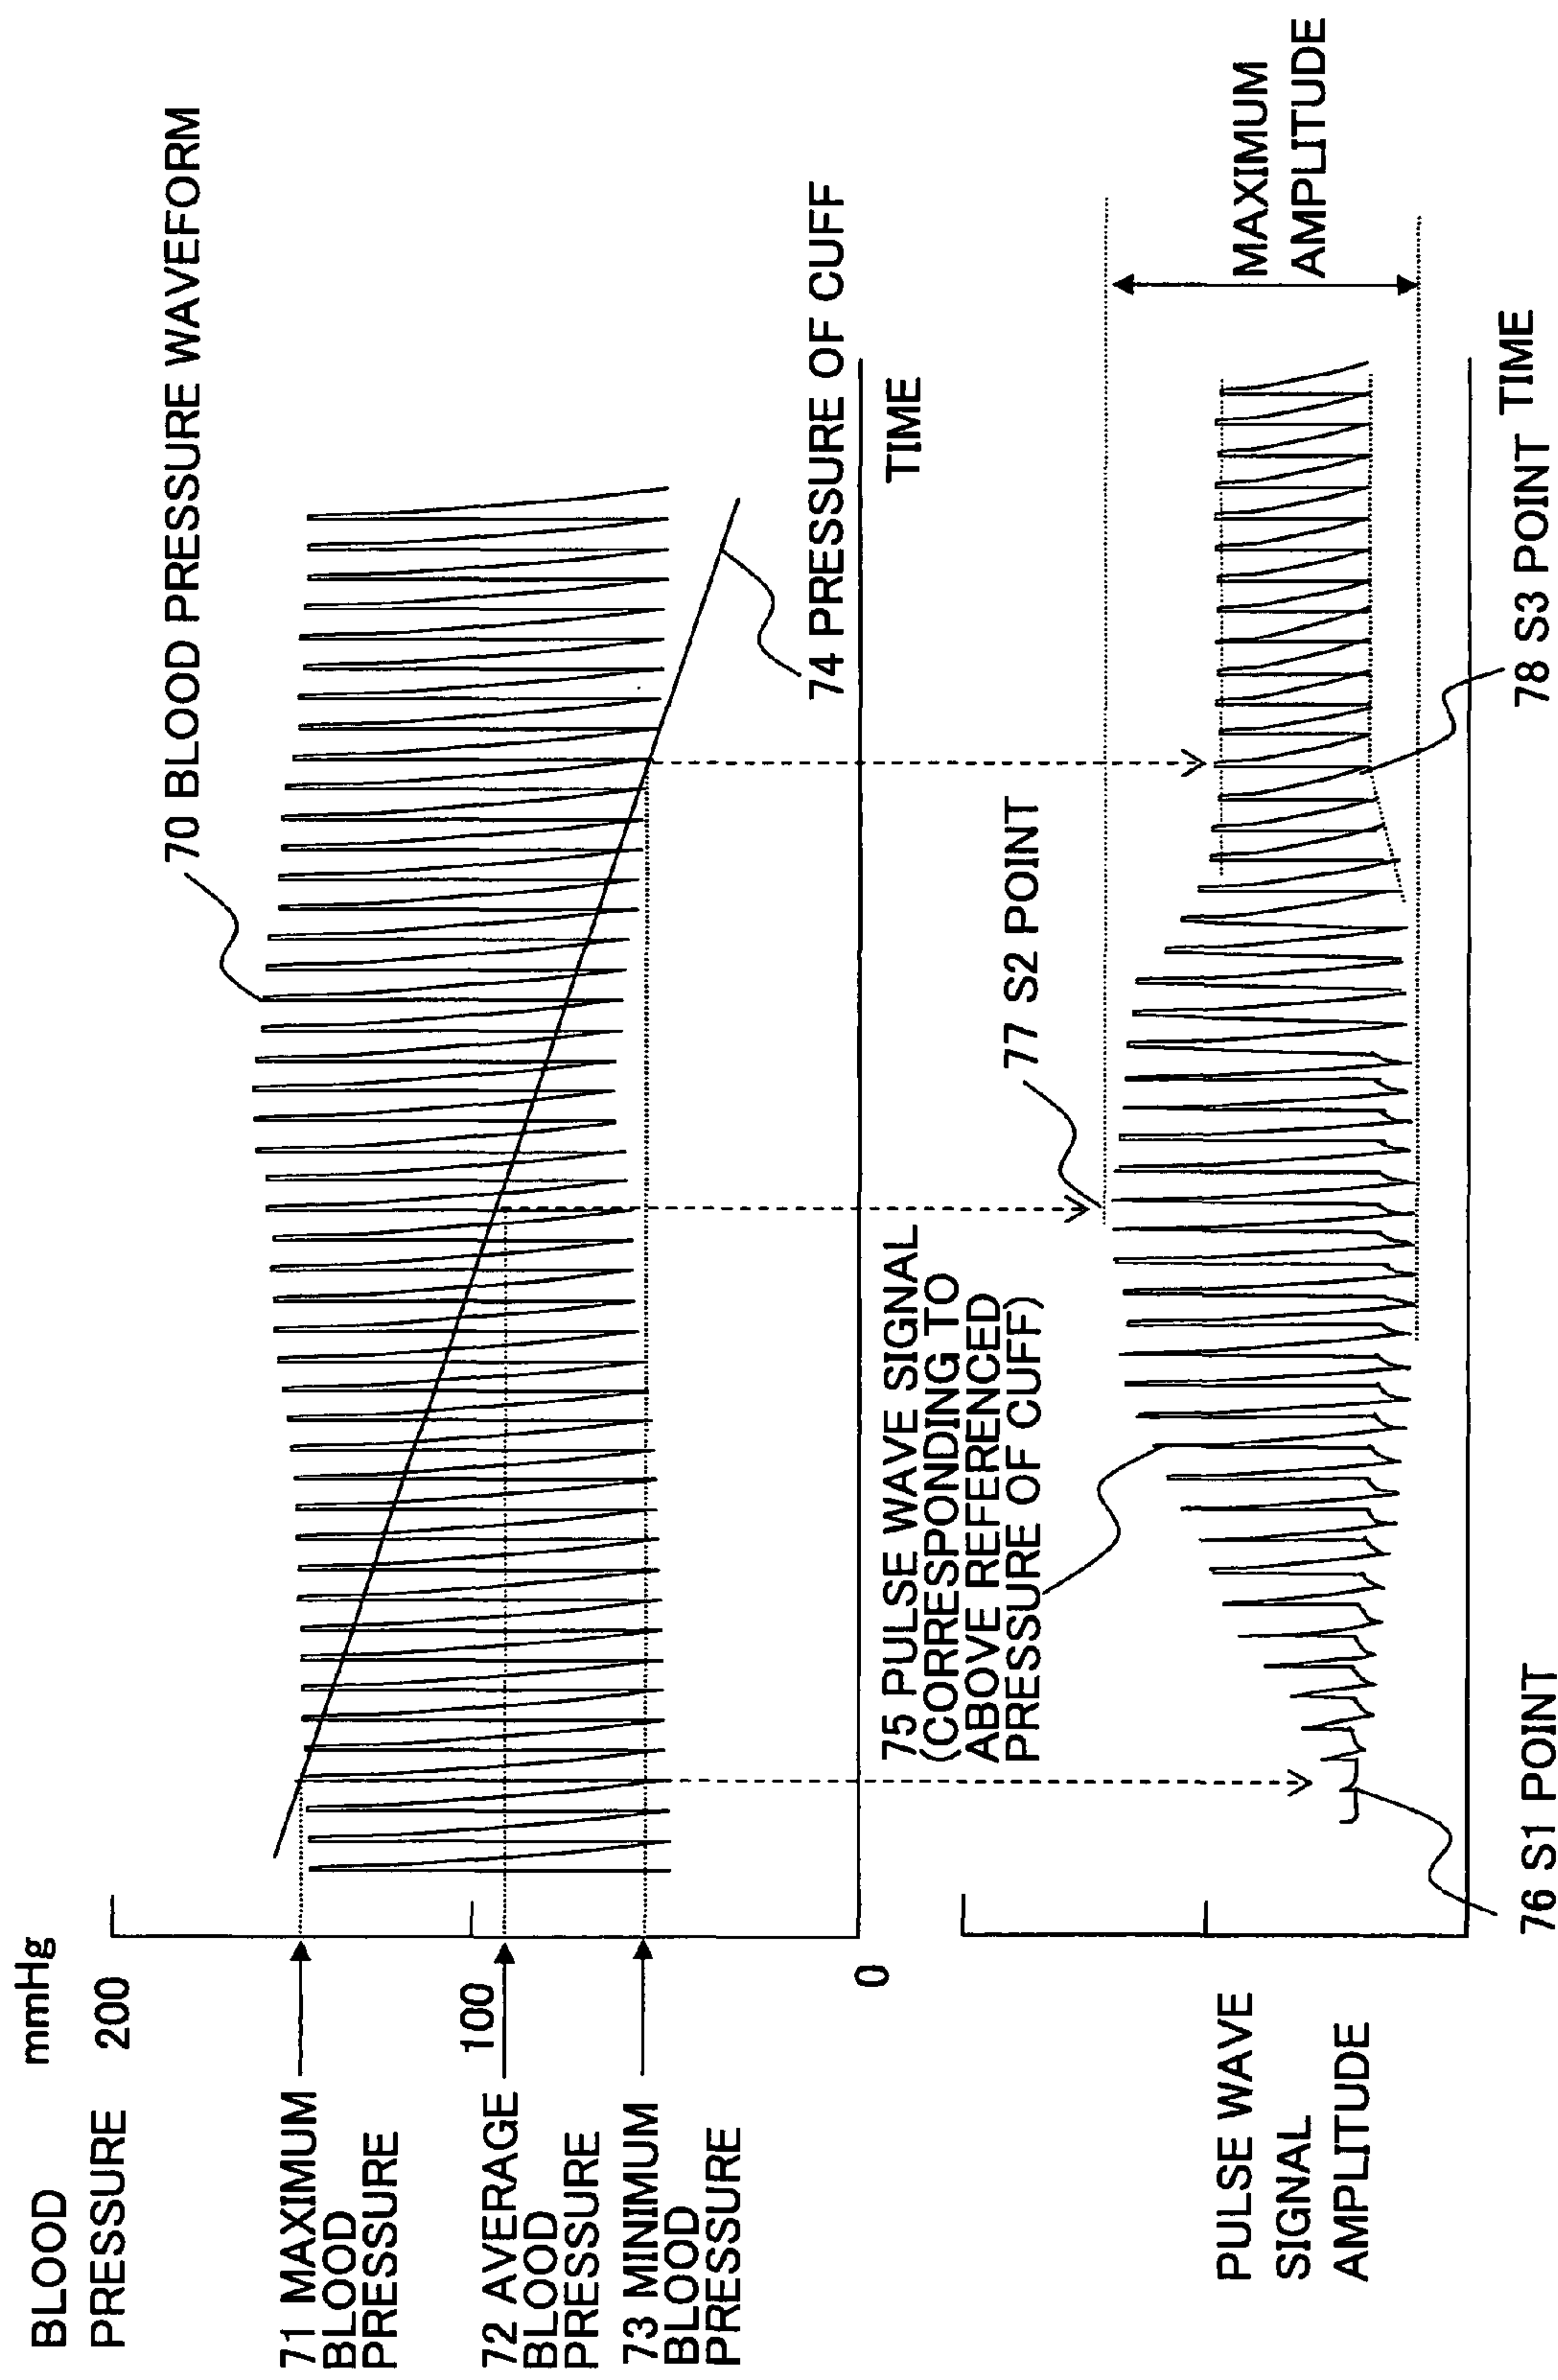 BLOOD
PRESSURE
mmHg
200
71 MAXIMUM
BLOOD
PRESSURE
100
72 AVERAGE
BLOOD
PRESSURE
73 MINIMUM
BLOOD
PRESSURE
0
70 BLOOD PRESSURE WAVEFORM
74 PRESSURE OF CUFF
TIME
75 PULSE WAVE SIGNAL
(CORRESPONDING TO
ABOVE REFERENCED
PRESSURE OF CUFF)
77 S2 POINT
MAXIMUM
AMPLITUDE
PULSE WAVE
SIGNAL
AMPLITUDE
76 S1 POINT
78 S3 POINT
TIME